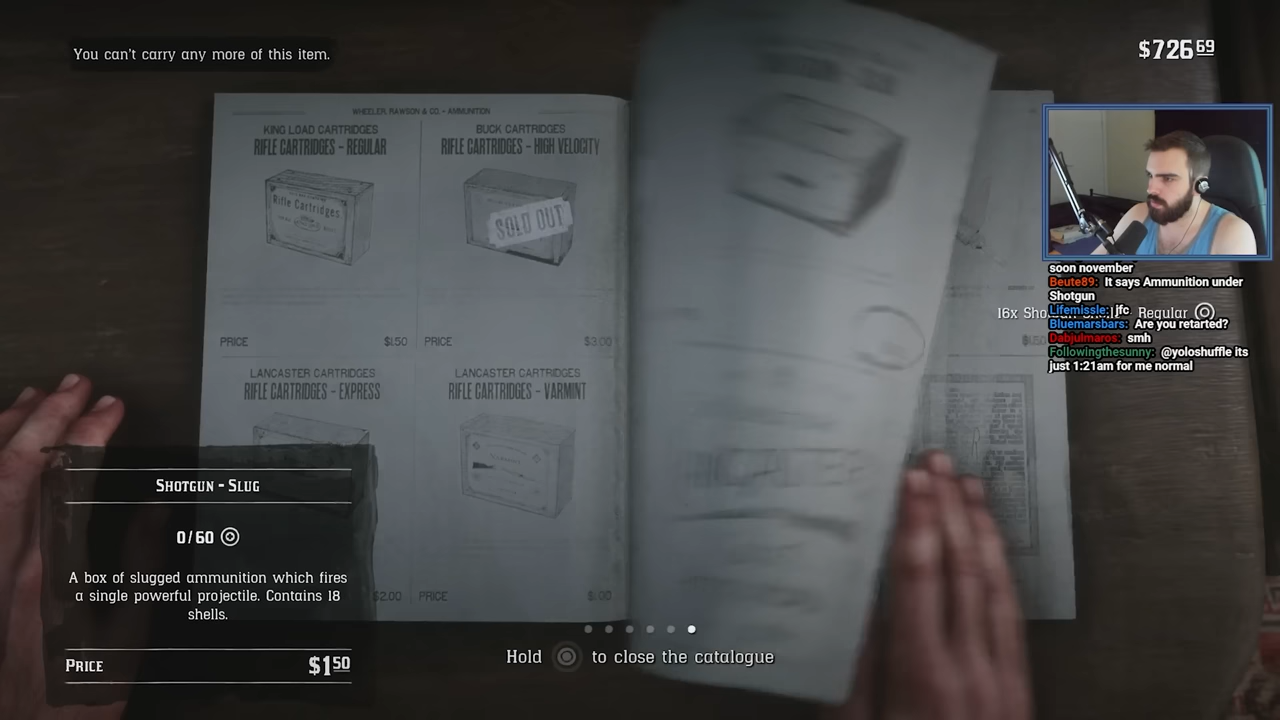 You can't carry any more of this item.
$726.69
WHEELER, RAWSON & CO. - AMMUNITION
KING LOAD CARTRIDGES
RIFLE CARTRIDGES - REGULAR
Rifle Cartridges
PRICE $1.50
BUCK CARTRIDGES
RIFLE CARTRIDGES - HIGH VELOCITY
SOLD OUT
PRICE $3.00
LANCASTER CARTRIDGES
RIFLE CARTRIDGES - EXPRESS
$2.00
LANCASTER CARTRIDGES
RIFLE CARTRIDGES - VARMINT
PRICE
soon november
Beute89: It says Ammunition under
Shotgun
16x Regular
Lifemissie: jfc
Bluemarsbars: Are you retarted?
Dabjulmaros: smh
Followingthesunny: @yoloshuffle its
just 1:21am for me normal
SHOTGUN - SLUG
0/60
A box of slugged ammunition which fires
a single powerful projectile. Contains 18
shells.
PRICE $1.50
Hold to close the catalogue